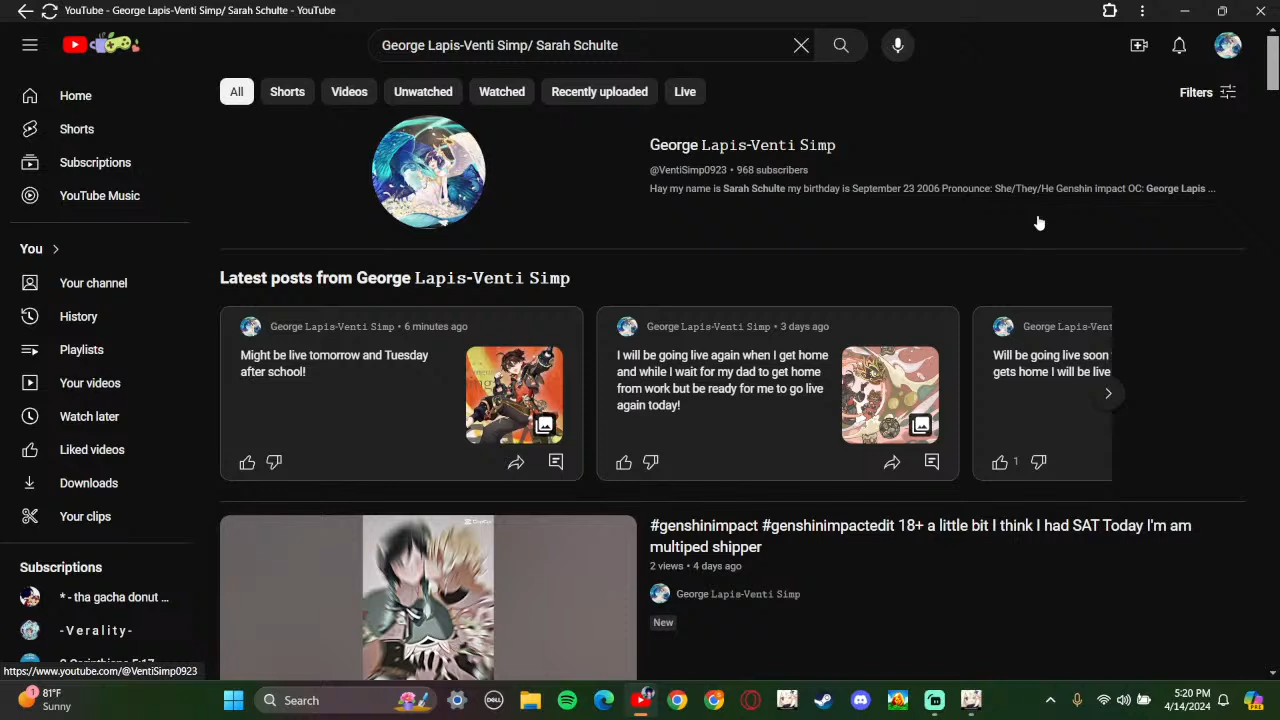 YouTube - George Lapis-Venti Simp/ Sarah Schulte - YouTube
George Lapis-Venti Simp/ Sarah Schulte
All
Shorts
Videos
Unwatched
Watched
Recently uploaded
Live
Filters
Home
Shorts
Subscriptions
YouTube Music
You
Your channel
History
Playlists
Your videos
Watch later
Liked videos
Downloads
Your clips
Subscriptions
* - tha gacha donut ...
- V e r a l i t y -
George Lapis-Venti Simp
@VentiSimp0923 • 968 subscribers
Hay my name is Sarah Schulte my birthday is September 23 2006 Pronounce: She/They/He Genshin impact OC: George Lapis ...
Latest posts from George Lapis-Venti Simp
George Lapis-Venti Simp • 6 minutes ago
Might be live tomorrow and Tuesday
after school!
George Lapis-Venti Simp • 3 days ago
I will be going live again when I get home
and while I wait for my dad to get home
from work but be ready for me to go live
again today!
George Lapis-Vent
Will be going live soon
gets home I will be live
1
#genshinimpact #genshinimpactedit 18+ a little bit I think I had SAT Today I'm am
multiped shipper
2 views • 4 days ago
George Lapis-Venti Simp
New
https://www.youtube.com/@VentiSimp0923
1
81°F
Sunny
Search
DELL
5:20 PM
4/14/2024